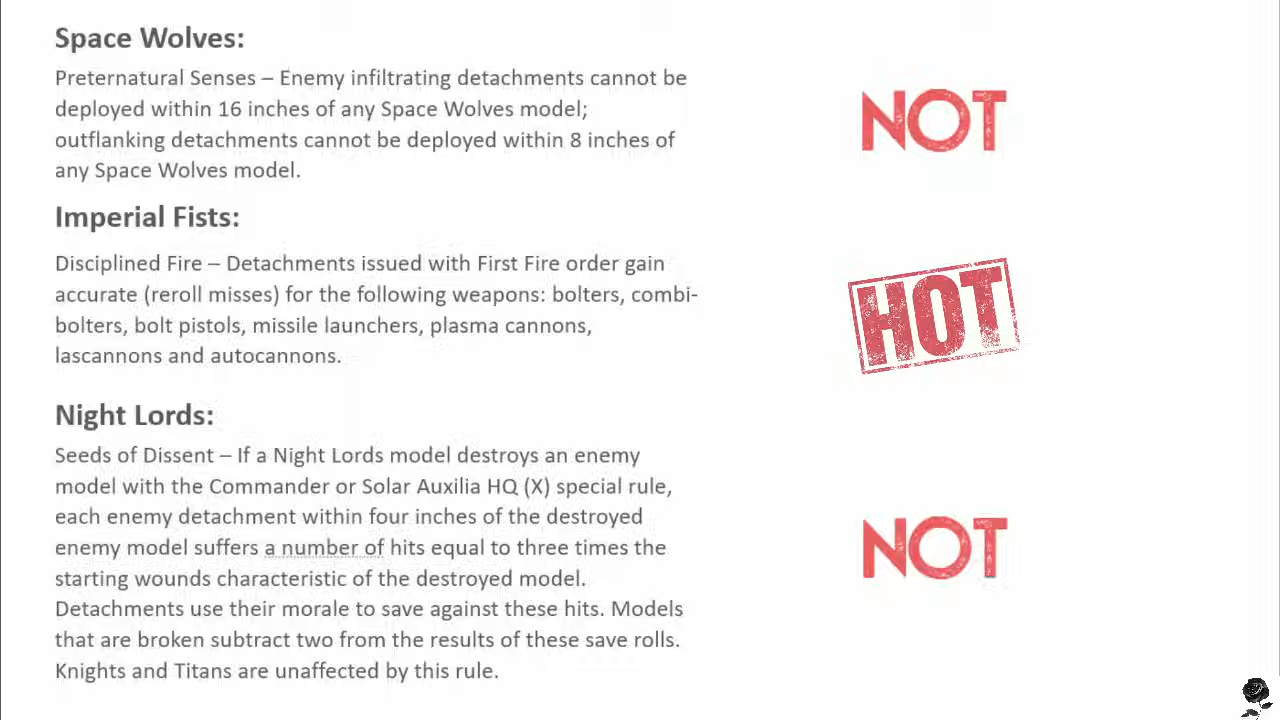 Space Wolves:
Preternatural Senses – Enemy infiltrating detachments cannot be
deployed within 16 inches of any Space Wolves model;
outflanking detachments cannot be deployed within 8 inches of
any Space Wolves model.
NOT
Imperial Fists:
Disciplined Fire – Detachments issued with First Fire order gain
accurate (reroll misses) for the following weapons: bolters, combi-
bolters, bolt pistols, missile launchers, plasma cannons,
lascannons and autocannons.
HOT
Night Lords:
Seeds of Dissent – If a Night Lords model destroys an enemy
model with the Commander or Solar Auxilia HQ (X) special rule,
each enemy detachment within four inches of the destroyed
enemy model suffers a number of hits equal to three times the
starting wounds characteristic of the destroyed model.
Detachments use their morale to save against these hits. Models
that are broken subtract two from the results of these save rolls.
Knights and Titans are unaffected by this rule.
NOT